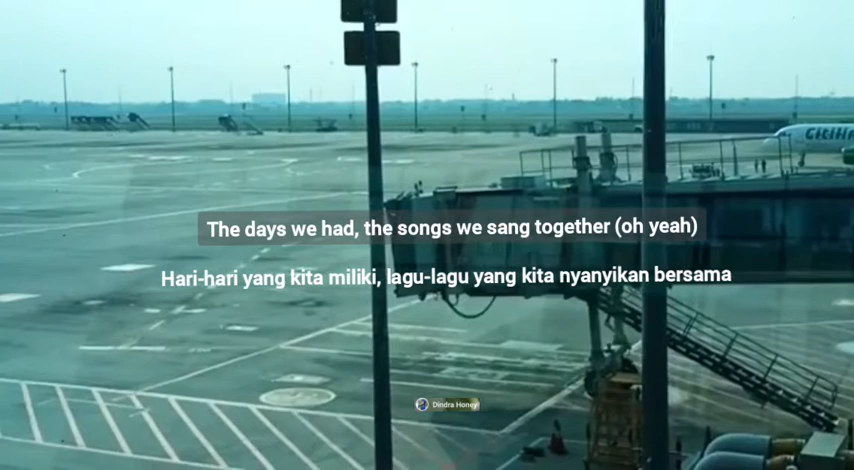 The days we had, the songs we sang together (oh yeah)
Hari-hari yang kita miliki, lagu-lagu yang kita nyanyikan bersama
Dindra Honey